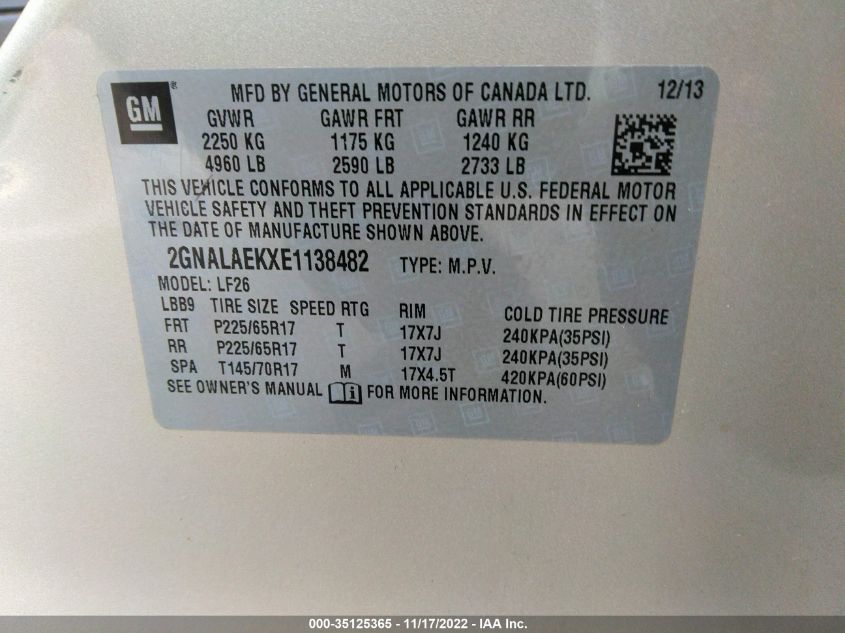 GM ®
MFD BY GENERAL MOTORS OF CANADA LTD. 12/13
GVWR GAWR FRT GAWR RR
2250 KG 1175 KG 1240 KG
4960 LB 2590 LB 2733 LB
THIS VEHICLE CONFORMS TO ALL APPLICABLE U.S. FEDERAL MOTOR
VEHICLE SAFETY AND THEFT PREVENTION STANDARDS IN EFFECT ON
THE DATE OF MANUFACTURE SHOWN ABOVE.
2GNALAEKXE1138482 TYPE: M.P.V.
MODEL: LF26
LBB9 TIRE SIZE SPEED RTG RIM COLD TIRE PRESSURE
FRT P225/65R17 T 17X7J 240KPA(35PSI)
RR P225/65R17 T 17X7J 240KPA(35PSI)
SPA T145/70R17 M 17X4.5T 420KPA(60PSI)
SEE OWNER'S MANUAL FOR MORE INFORMATION.
000-35125365 - 11/17/2022 - IAA Inc.